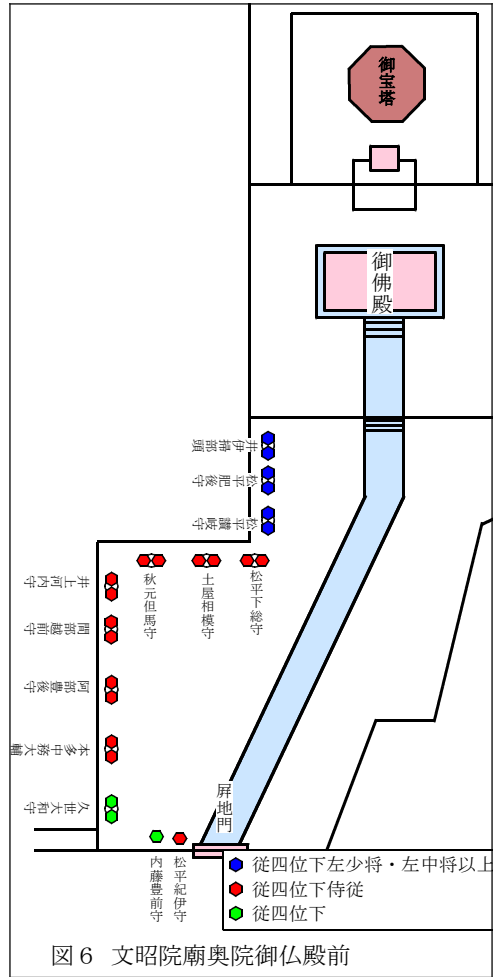 御宝塔
御佛殿
井伊掃部頭
松平肥後守
松平讃岐守
松平下総守
土屋相模守
秋元但馬守
井上河内守
間部越前守
阿部豊後守
本多中務大輔
久世大和守
屛地門
松平紀伊守
内藤豊前守
従四位下左少将・左中将以上
従四位下侍従
従四位下
図6 文昭院廟奥院御仏殿前